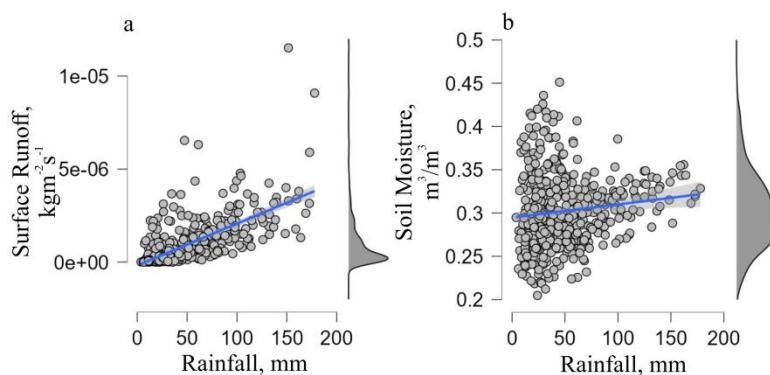 a
Surface Runoff,
kgm⁻²s⁻¹
1e-05
5e-06
0e+00
0 50 100 150 200
Rainfall, mm
b
Soil Moisture,
m³/m³
0.5
0.45
0.4
0.35
0.3
0.25
0.2
0 50 100 150 200
Rainfall, mm